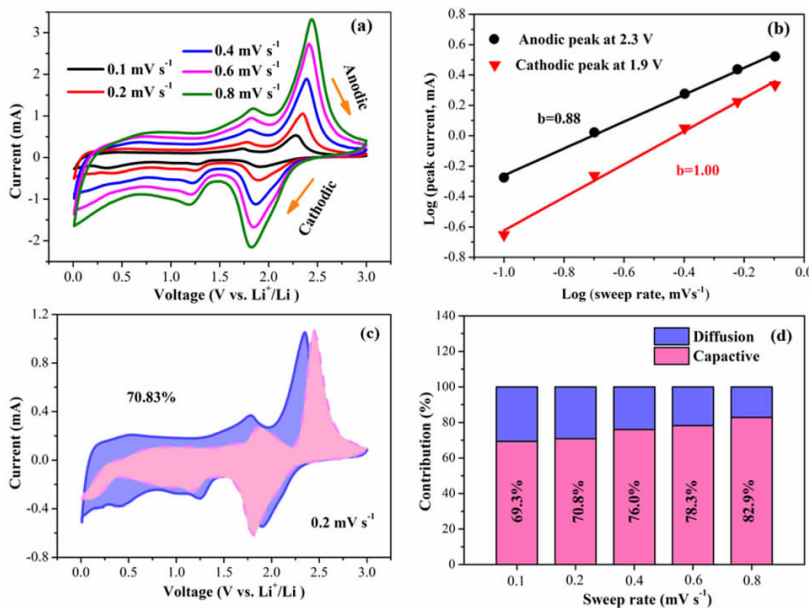 (a)
0.1 mV s⁻¹
0.2 mV s⁻¹
0.4 mV s⁻¹
0.6 mV s⁻¹
0.8 mV s⁻¹
Anodic
Cathodic
3
2
1
0
-1
-2
Current (mA)
0.0 0.5 1.0 1.5 2.0 2.5 3.0
Voltage (V vs. Li⁺/Li )
(b)
Anodic peak at 2.3 V
Cathodic peak at 1.9 V
b=0.88
b=1.00
0.8
0.6
0.4
0.2
0.0
-0.2
-0.4
-0.6
-0.8
Log (peak current, mA)
-1.0 -0.8 -0.6 -0.4 -0.2 0.0
Log (sweep rate, mVs⁻¹)
(c)
70.83%
0.2 mV s⁻¹
1.2
0.8
0.4
0.0
-0.4
-0.8
Current (mA)
0.0 0.5 1.0 1.5 2.0 2.5 3.0
Voltage (V vs. Li⁺/Li )
(d)
Diffusion
Capactive
140
120
100
80
60
40
20
0
Contribution (%)
69.3%
70.8%
76.0%
78.3%
82.9%
0.1 0.2 0.4 0.6 0.8
Sweep rate (mV s⁻¹)